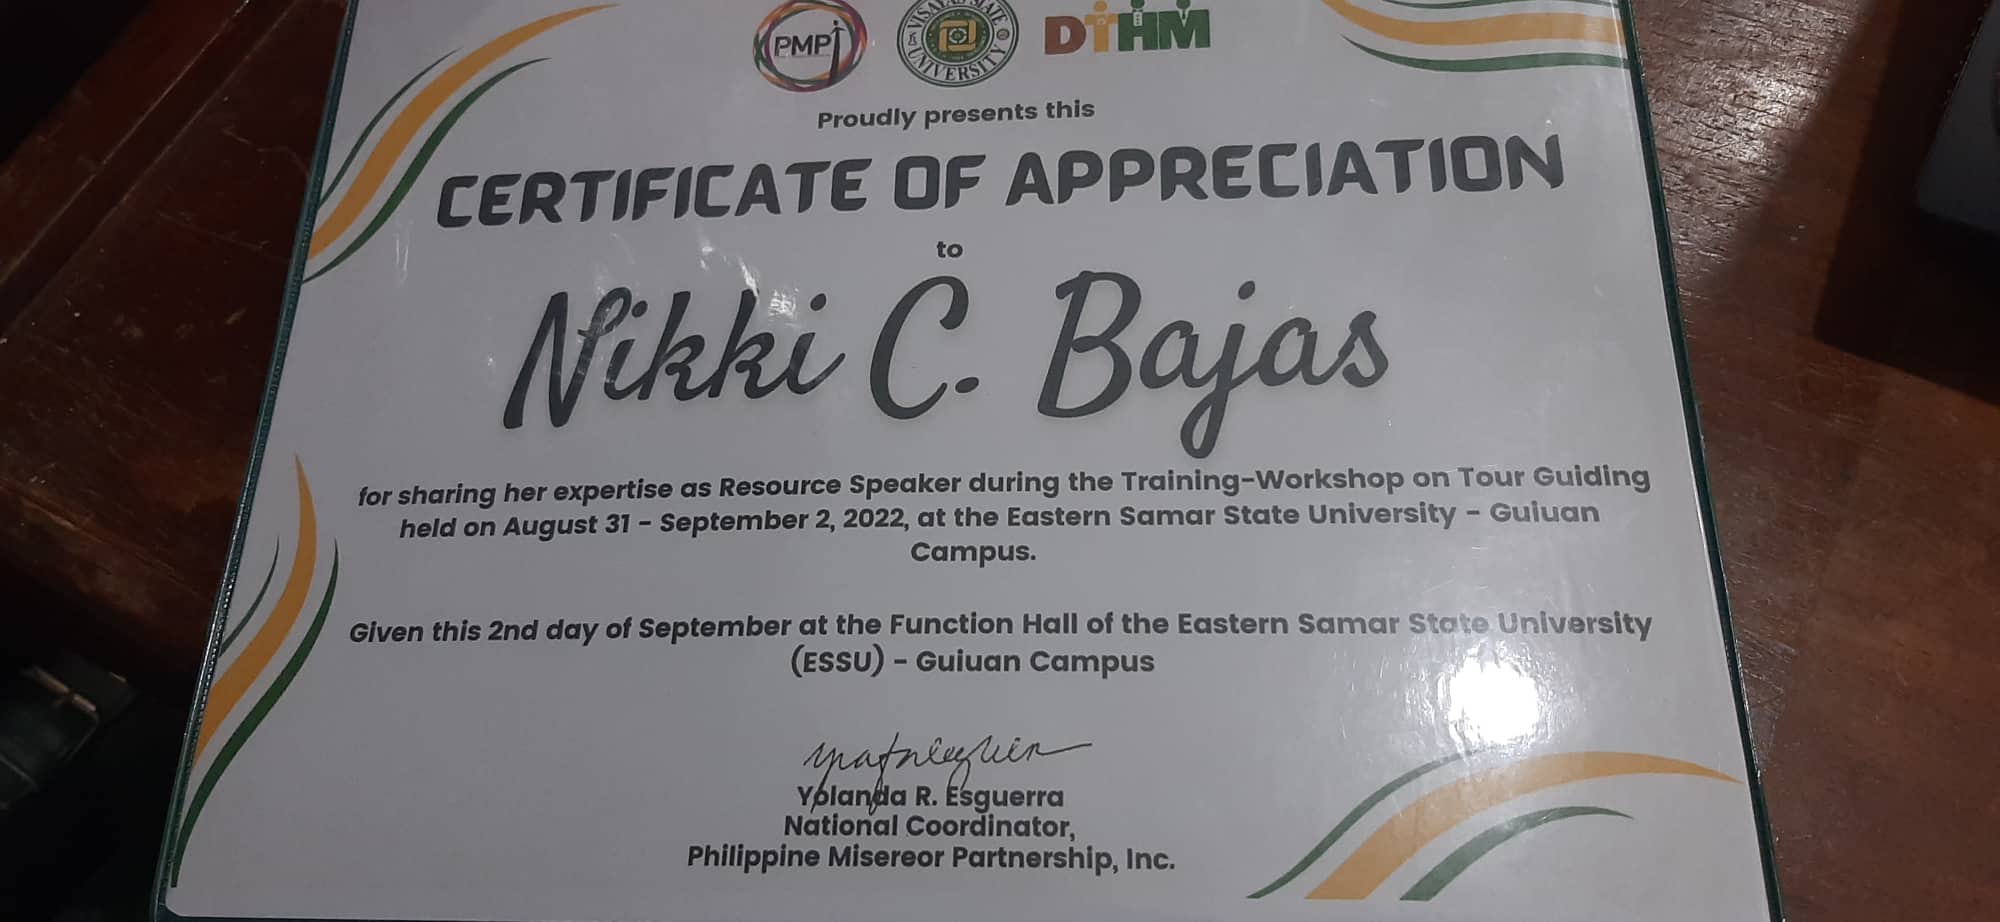 PMPI
VISAYAS STATE
UNIVERSITY
DTHM
Proudly presents this
CERTIFICATE OF APPRECIATION
to
Nikki C. Bajas
for sharing her expertise as Resource Speaker during the Training-Workshop on Tour Guiding
held on August 31 - September 2, 2022, at the Eastern Samar State University - Guiuan
Campus.
Given this 2nd day of September at the Function Hall of the Eastern Samar State University
(ESSU) - Guiuan Campus
Yolanda R. Esguerra
National Coordinator,
Philippine Misereor Partnership, Inc.